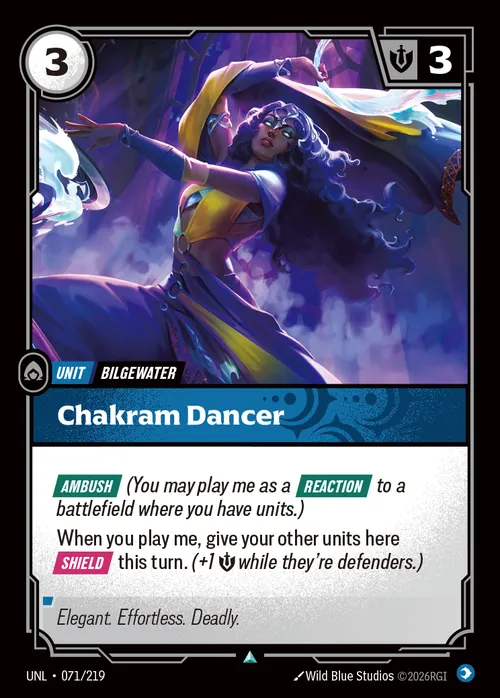 3
3
UNIT BILGEWATER
Chakram Dancer
AMBUSH (You may play me as a REACTION to a
battlefield where you have units.)
When you play me, give your other units here
SHIELD this turn. (+1 while they're defenders.)
Elegant. Effortless. Deadly.
UNL • 071/219 Wild Blue Studios ©2026RGI